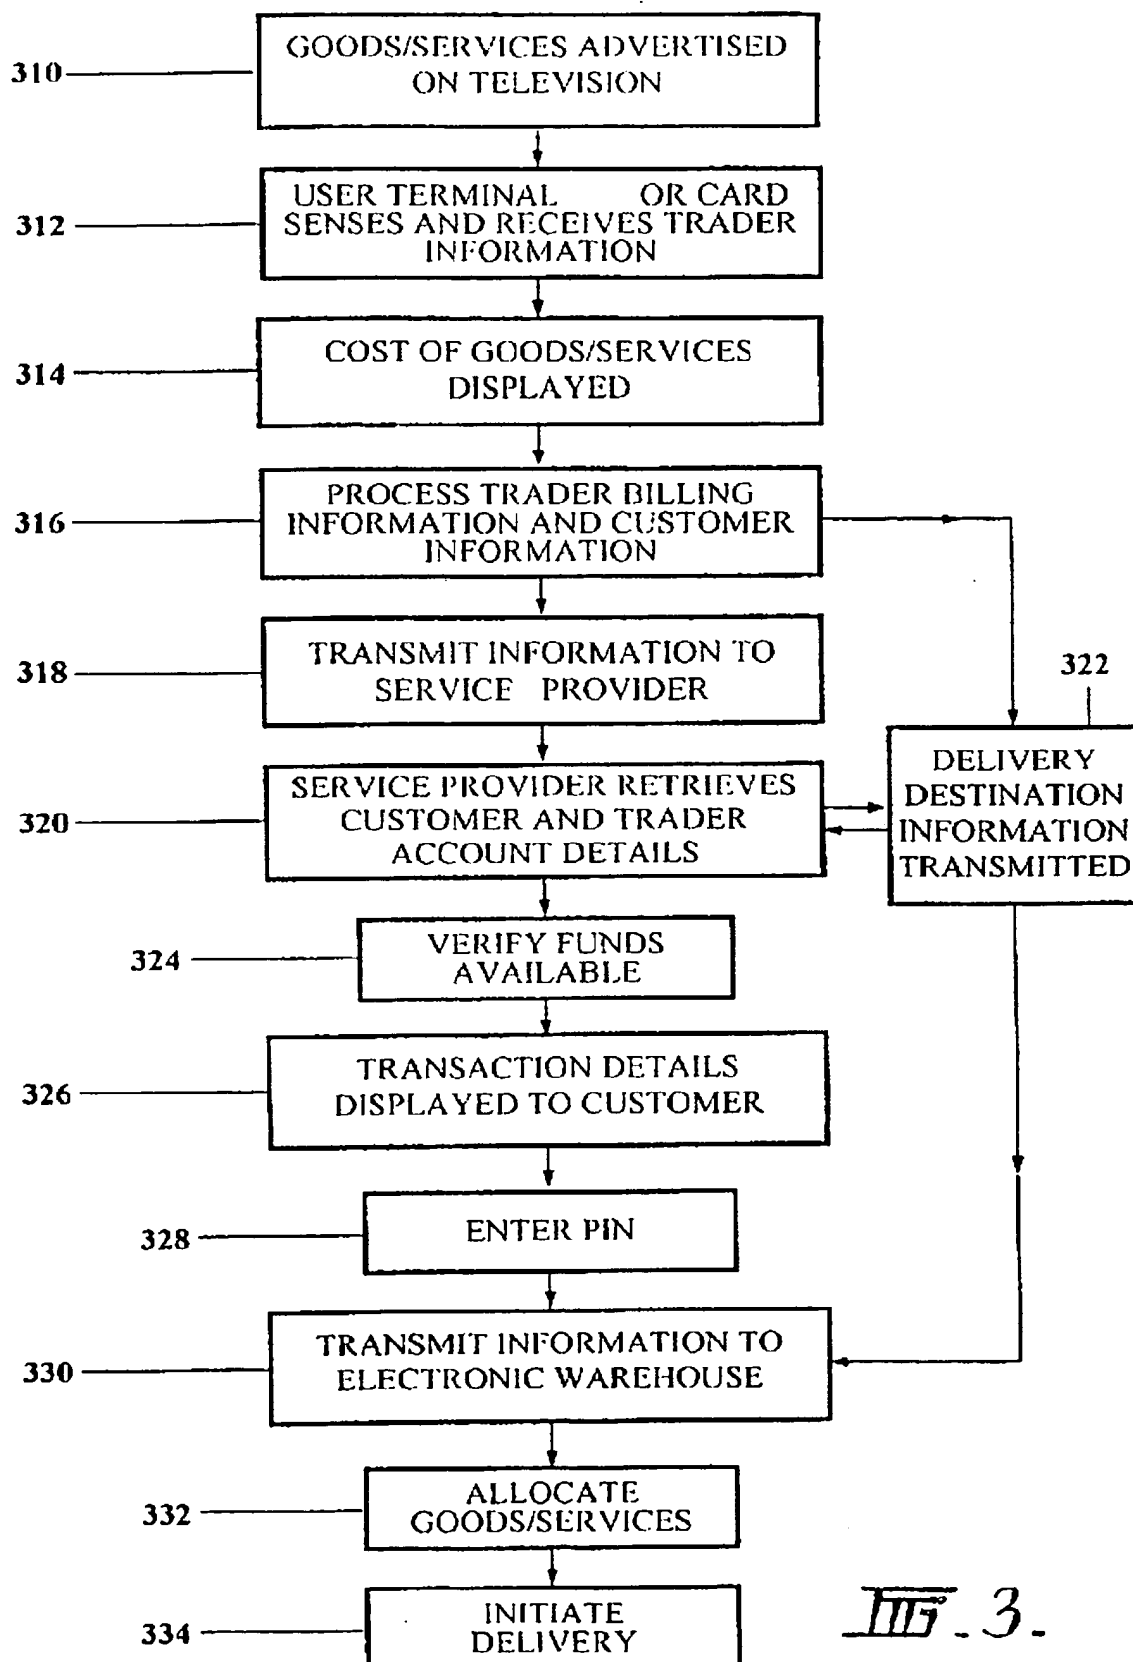 GOODS/SERVICES ADVERTISED
ON TELEVISION
310
USER TERMINAL OR CARD
SENSES AND RECEIVES TRADER
INFORMATION
312
COST OF GOODS/SERVICES
DISPLAYED
314
PROCESS TRADER BILLING
INFORMATION AND CUSTOMER
INFORMATION
316
TRANSMIT INFORMATION TO
SERVICE PROVIDER
318
322
DELIVERY
DESTINATION
INFORMATION
TRANSMITTED
SERVICE PROVIDER RETRIEVES
CUSTOMER AND TRADER
ACCOUNT DETAILS
320
VERIFY FUNDS
AVAILABLE
324
TRANSACTION DETAILS
DISPLAYED TO CUSTOMER
326
ENTER PIN
328
TRANSMIT INFORMATION TO
ELECTRONIC WAREHOUSE
330
ALLOCATE
GOODS/SERVICES
332
INITIATE
DELIVERY
334
FIG. 3.